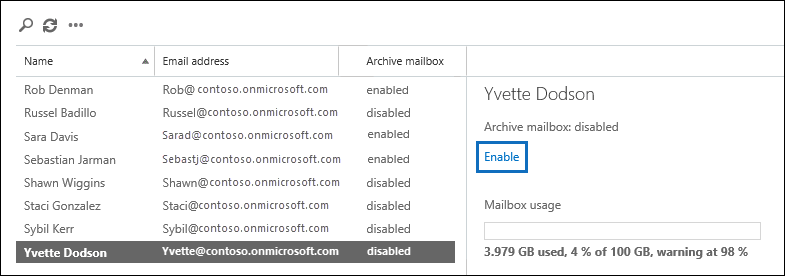 Name Email address Archive mailbox
Rob Denman Rob@contoso.onmicrosoft.com enabled
Russel Badillo Russel@contoso.onmicrosoft.com disabled
Sara Davis Sarad@contoso.onmicrosoft.com enabled
Sebastian Jarman Sebastj@contoso.onmicrosoft.com enabled
Shawn Wiggins Shawn@contoso.onmicrosoft.com disabled
Staci Gonzalez Staci@contoso.onmicrosoft.com disabled
Sybil Kerr Sybil@contoso.onmicrosoft.com disabled
Yvette Dodson Yvette@contoso.onmicrosoft.com disabled
Yvette Dodson
Archive mailbox: disabled
Enable
Mailbox usage
3.979 GB used, 4 % of 100 GB, warning at 98 %